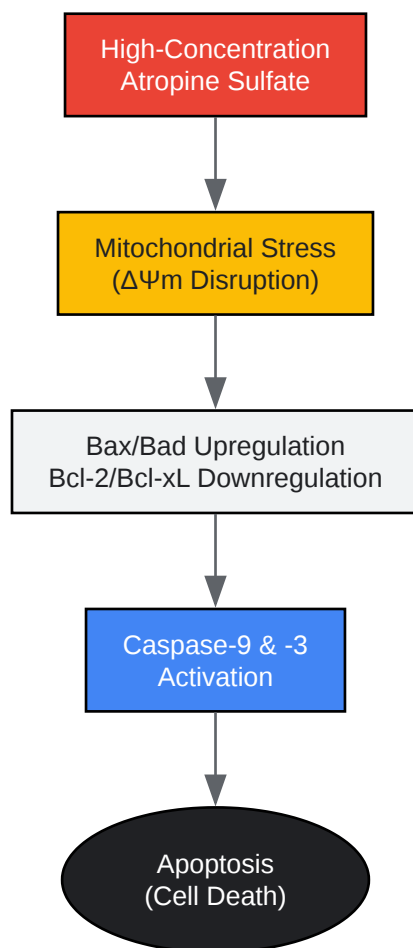 High-Concentration
Atropine Sulfate
Mitochondrial Stress
(ΔΨm Disruption)
Bax/Bad Upregulation
Bcl-2/Bcl-xL Downregulation
Caspase-9 & -3
Activation
Apoptosis
(Cell Death)